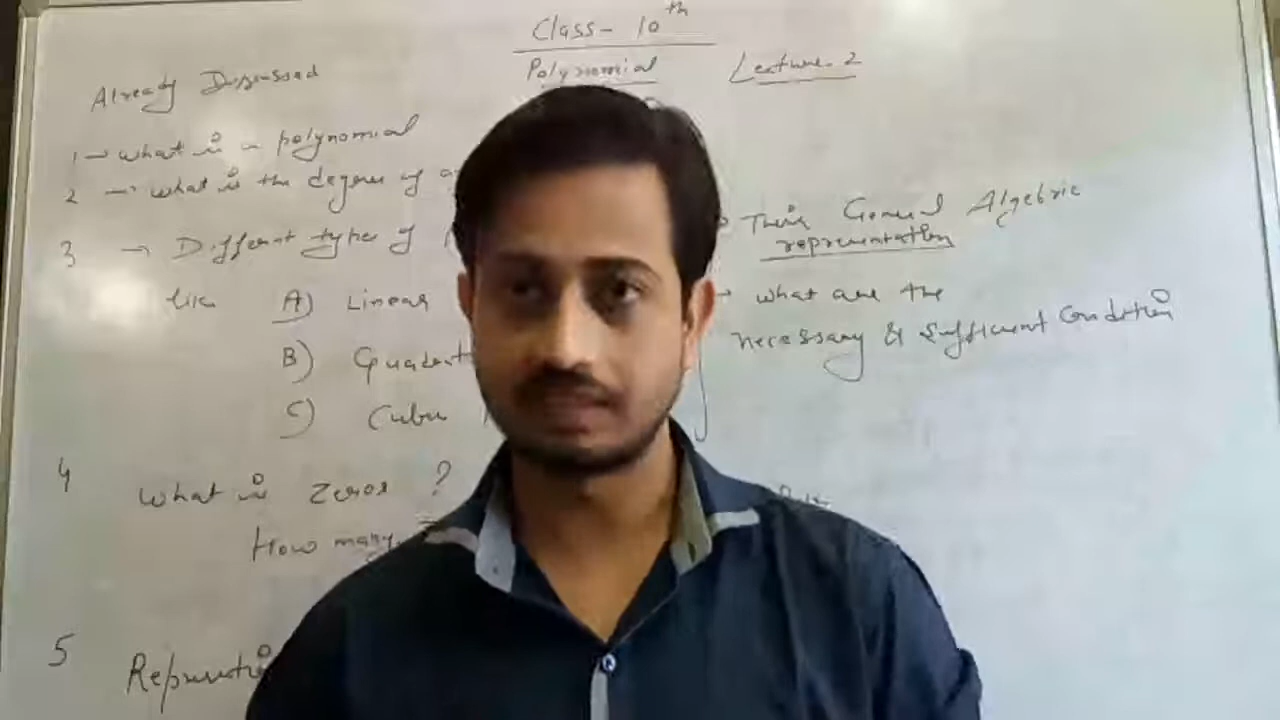 Class - 10th
Polynomial Lecture - 2
Already Discussed
1 → what is a polynomial
2 → what is the degree of a
3 → Different types of
Their General Algebric
representation
like A) Linear
→ what are the
necessary & sufficient condition
B) Quadrat
C) Cubic
4 What is Zeros ?
How many
5